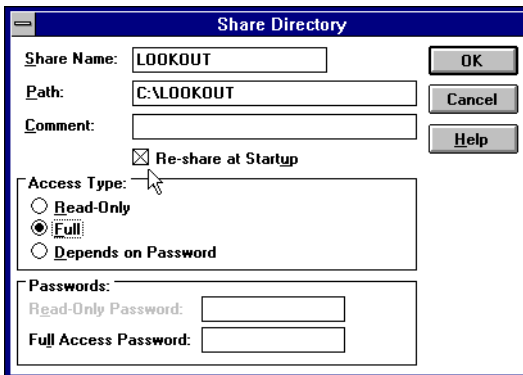 Share Directory
Share Name: LOOKOUT
OK
Path: C:\LOOKOUT
Cancel
Comment:
Help
Re-share at Startup
Access Type:
Read-Only
Full
Depends on Password
Passwords:
Read-Only Password:
Full Access Password: